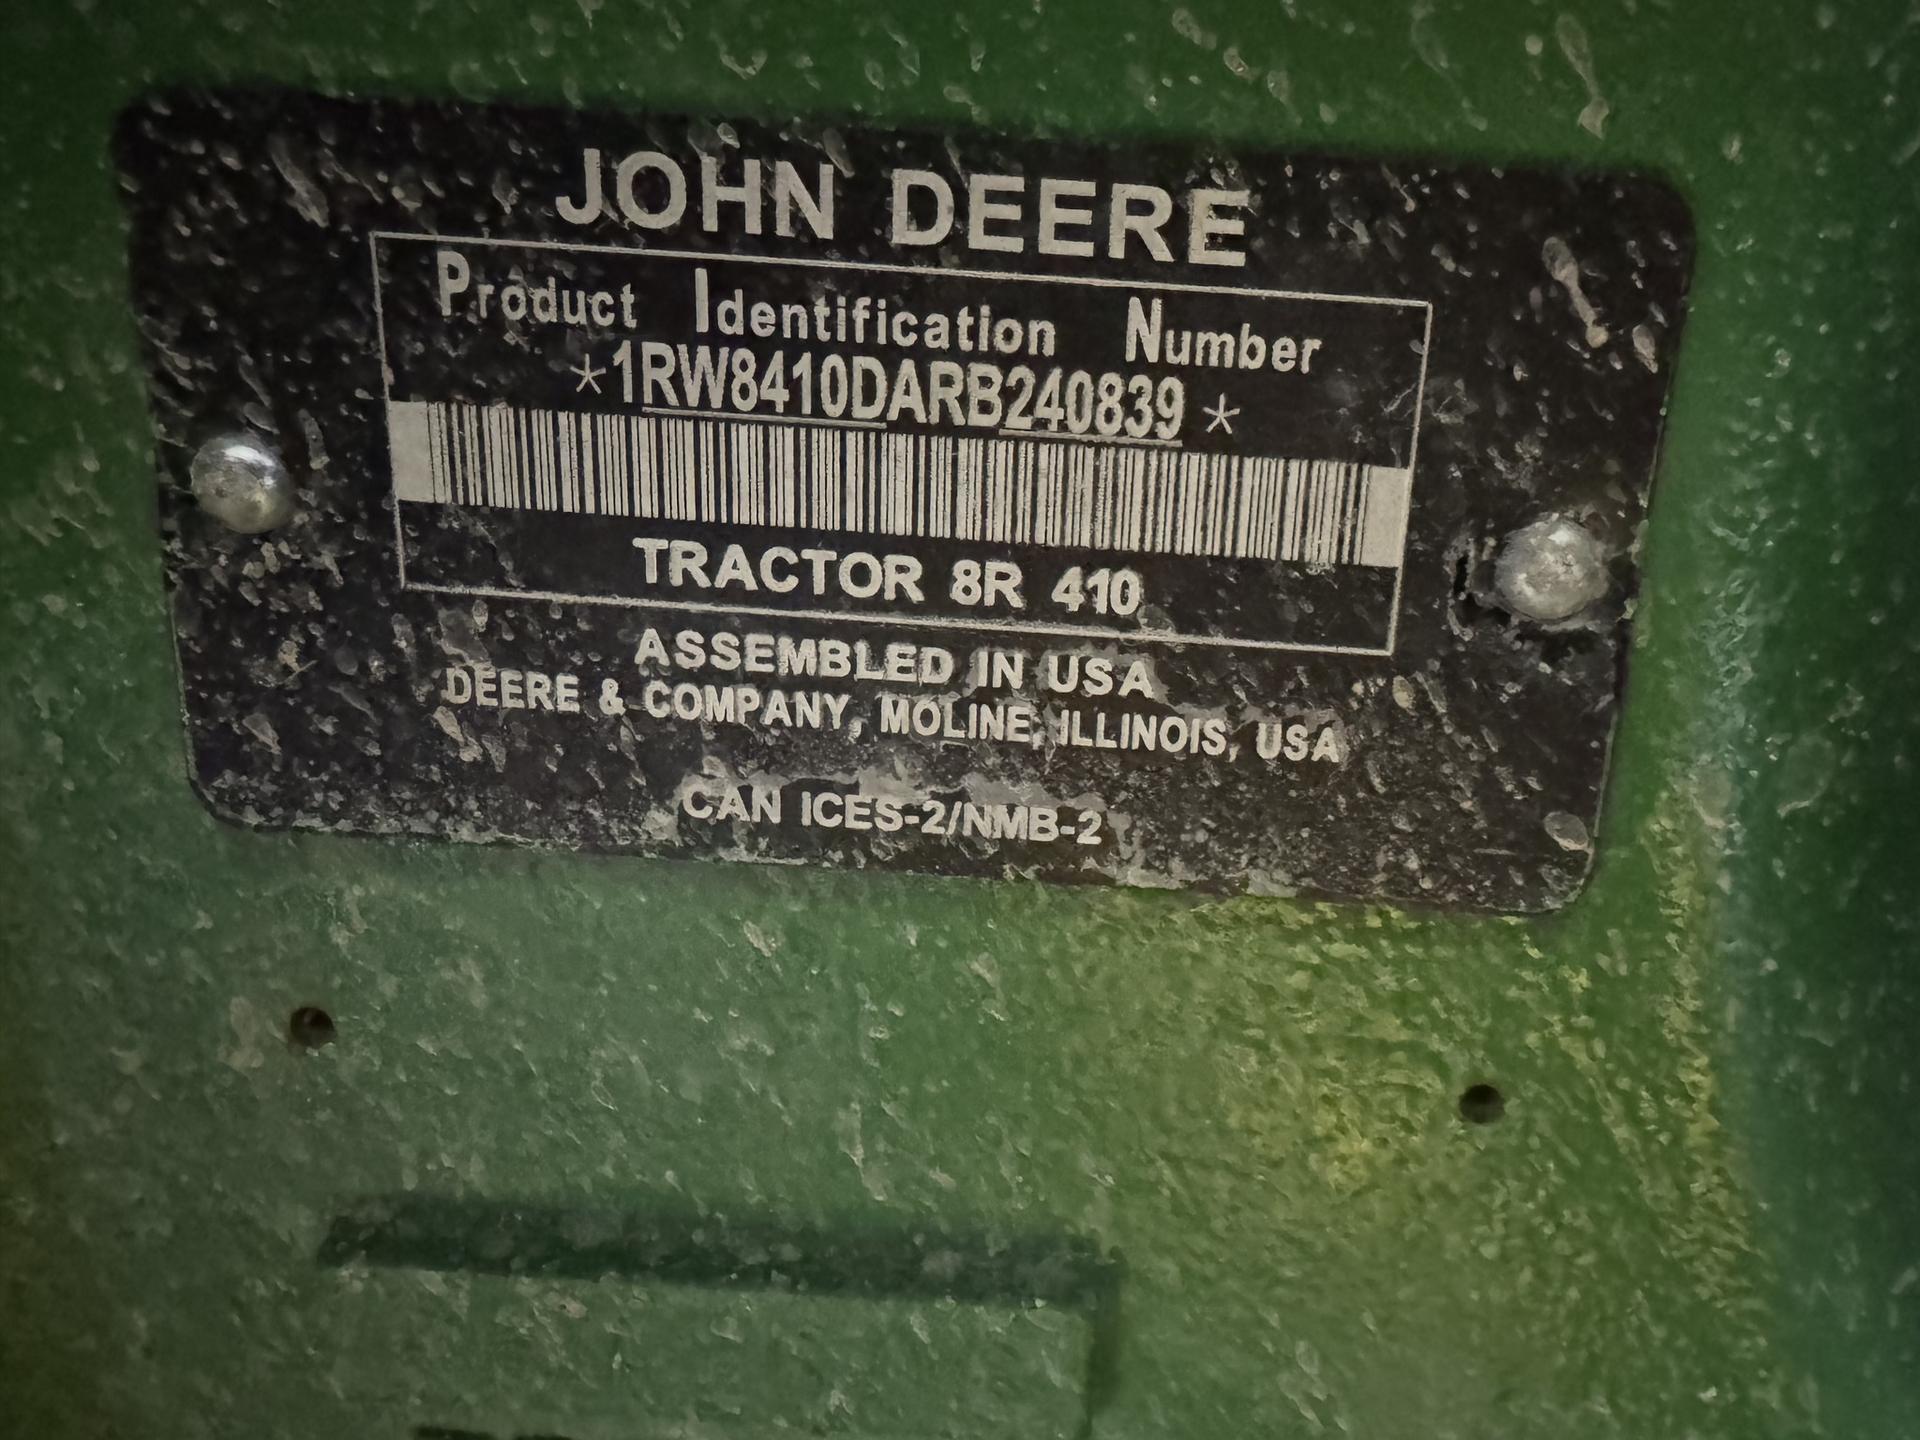 JOHN DEERE
Product Identification Number
*1RW8410DARB240839*
TRACTOR 8R 410
ASSEMBLED IN USA
DEERE & COMPANY, MOLINE, ILLINOIS, USA
CAN ICES-2/NMB-2